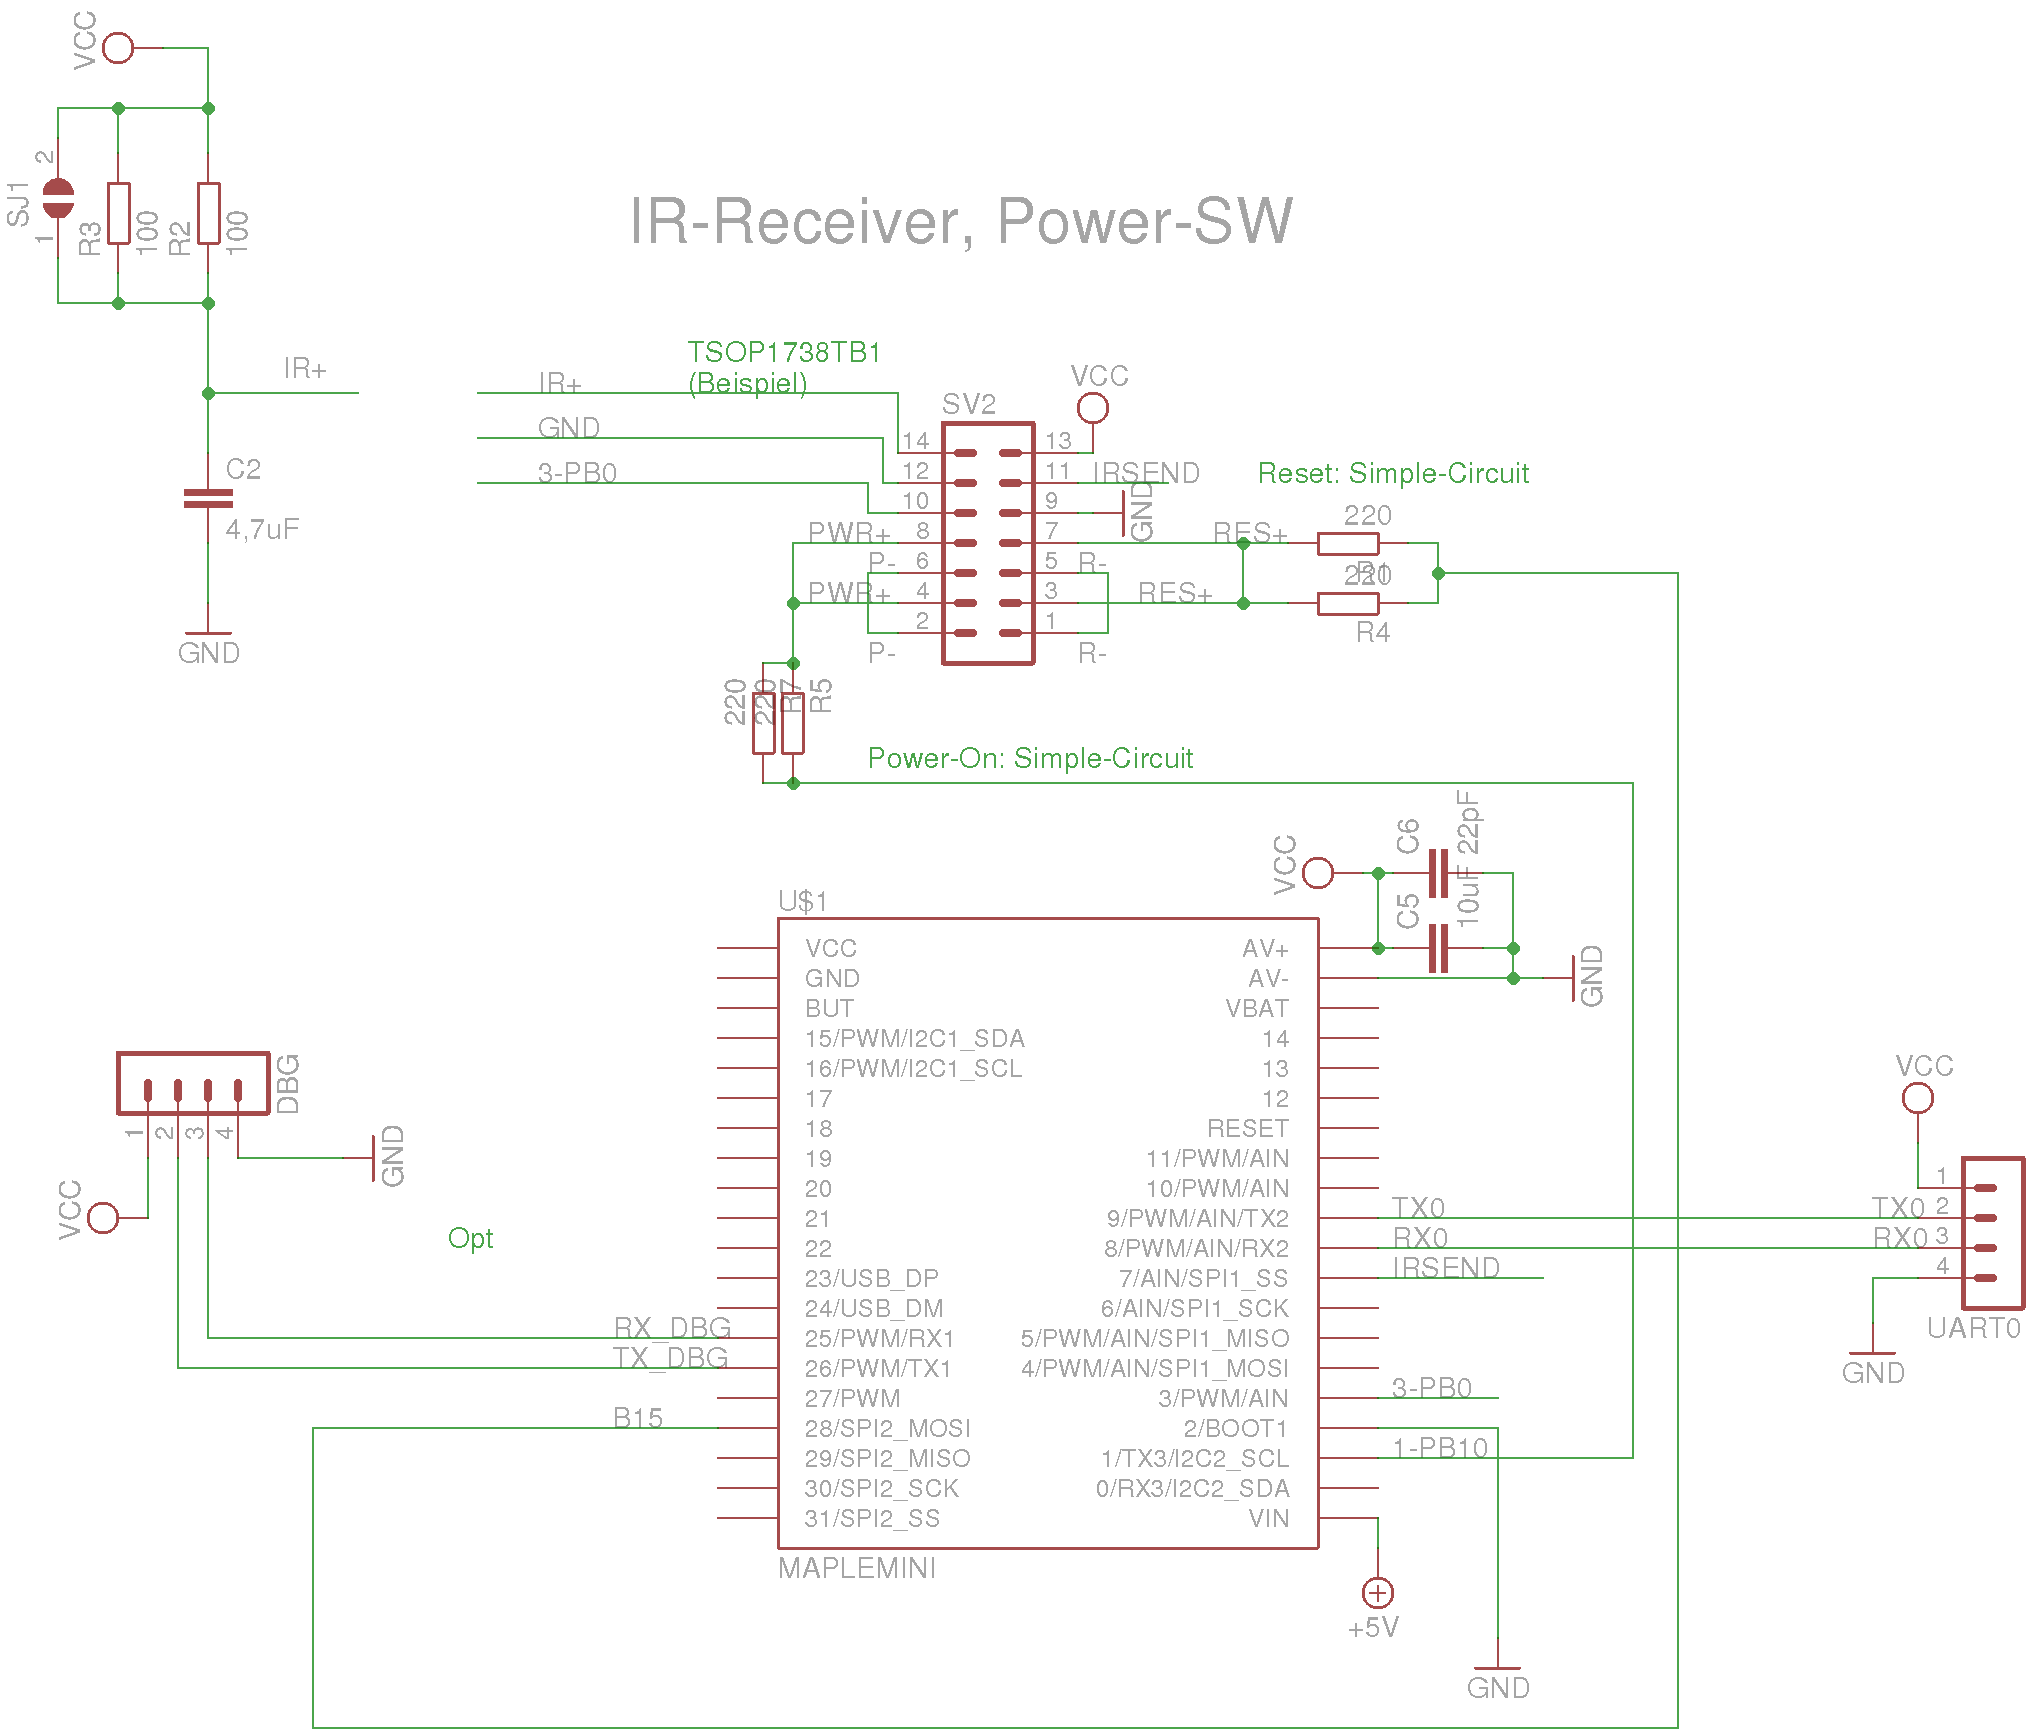 VCC
SJ1
1
2
R3
100
R2
100
IR-Receiver, Power-SW
IR+
C2
4,7uF
GND
TSOP1738TB1
(Beispiel)
IR+
GND
3-PB0
PWR+
P-
PWR+
P-
SV2
14
12
10
8
6
4
2
13
11
9
7
5
3
1
VCC
IRSEND
GND
RES+
R-
RES+
R-
Reset: Simple-Circuit
220
R1
220
R4
220
220
R7
R5
Power-On: Simple-Circuit
VCC
C6
22pF
C5
10uF
GND
U$1
VCC
GND
BUT
15/PWM/I2C1_SDA
16/PWM/I2C1_SCL
17
18
19
20
21
22
23/USB_DP
24/USB_DM
25/PWM/RX1
26/PWM/TX1
27/PWM
28/SPI2_MOSI
29/SPI2_MISO
30/SPI2_SCK
31/SPI2_SS
AV+
AV-
VBAT
14
13
12
RESET
11/PWM/AIN
10/PWM/AIN
9/PWM/AIN/TX2
8/PWM/AIN/RX2
7/AIN/SPI1_SS
6/AIN/SPI1_SCK
5/PWM/AIN/SPI1_MISO
4/PWM/AIN/SPI1_MOSI
3/PWM/AIN
2/BOOT1
1/TX3/I2C2_SCL
0/RX3/I2C2_SDA
VIN
MAPLEMINI
DBG
1
2
3
4
GND
VCC
Opt
RX_DBG
TX_DBG
B15
TX0
RX0
IRSEND
3-PB0
1-PB10
+5V
GND
VCC
TX0
RX0
1
2
3
4
UART0
GND